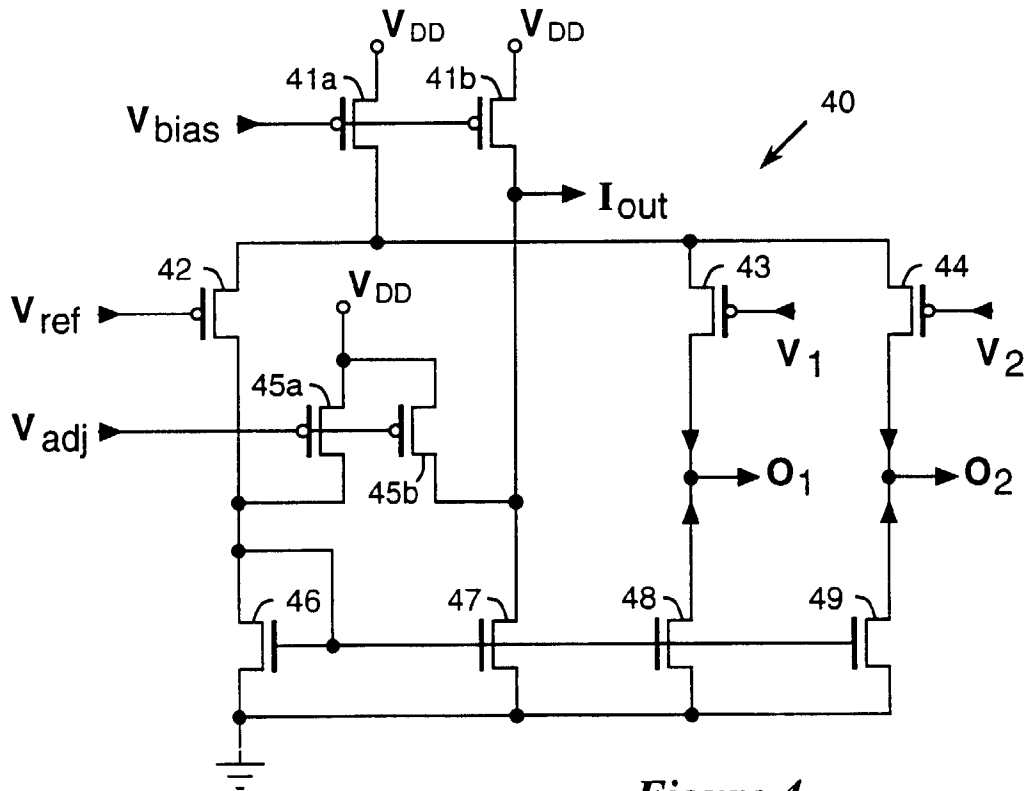 VDD VDD
41a 41b
Vbias
40
Iout
42 43 44
VDD
Vref
V1 V2
45a
Vadj
45b
O1 O2
46 47 48 49
Figure 4